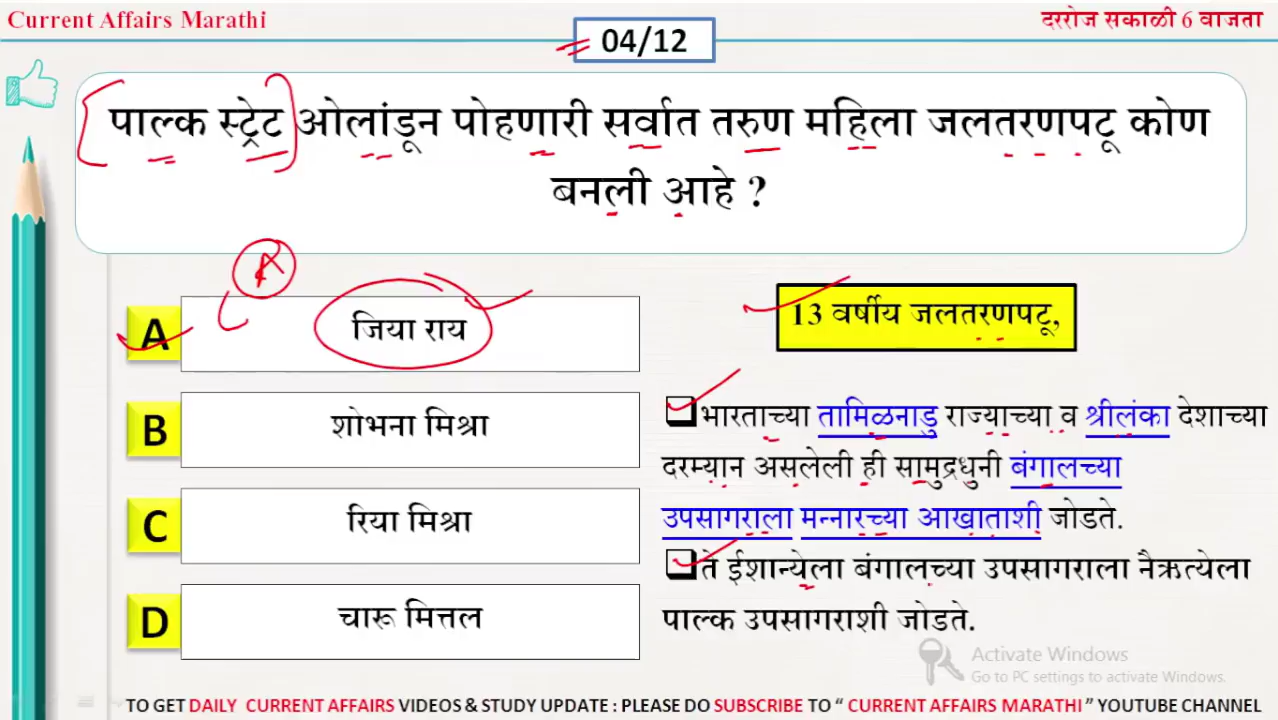 Current Affairs Marathi
दररोज सकाळी 6 वाजता
04/12
पाल्क स्ट्रेट ओलांडून पोहणारी सर्वात तरुण महिला जलतरणपटू कोण
बनली आहे ?
A
A
जिया राय
B
शोभना मिश्रा
C
रिया मिश्रा
D
चारू मित्तल
13 वर्षीय जलतरणपटू,
भारताच्या तामिळनाडु राज्याच्या व श्रीलंका देशाच्या
दरम्यान असलेली ही सामुद्रधुनी बंगालच्या
उपसागराला मन्नारच्या आखाताशी जोडते.
ते ईशान्येला बंगालच्या उपसागराला नैऋत्येला
पाल्क उपसागराशी जोडते.
Activate Windows
Go to PC settings to activate Windows.
TO GET DAILY CURRENT AFFAIRS VIDEOS & STUDY UPDATE : PLEASE DO SUBSCRIBE TO “ CURRENT AFFAIRS MARATHI ” YOUTUBE CHANNEL